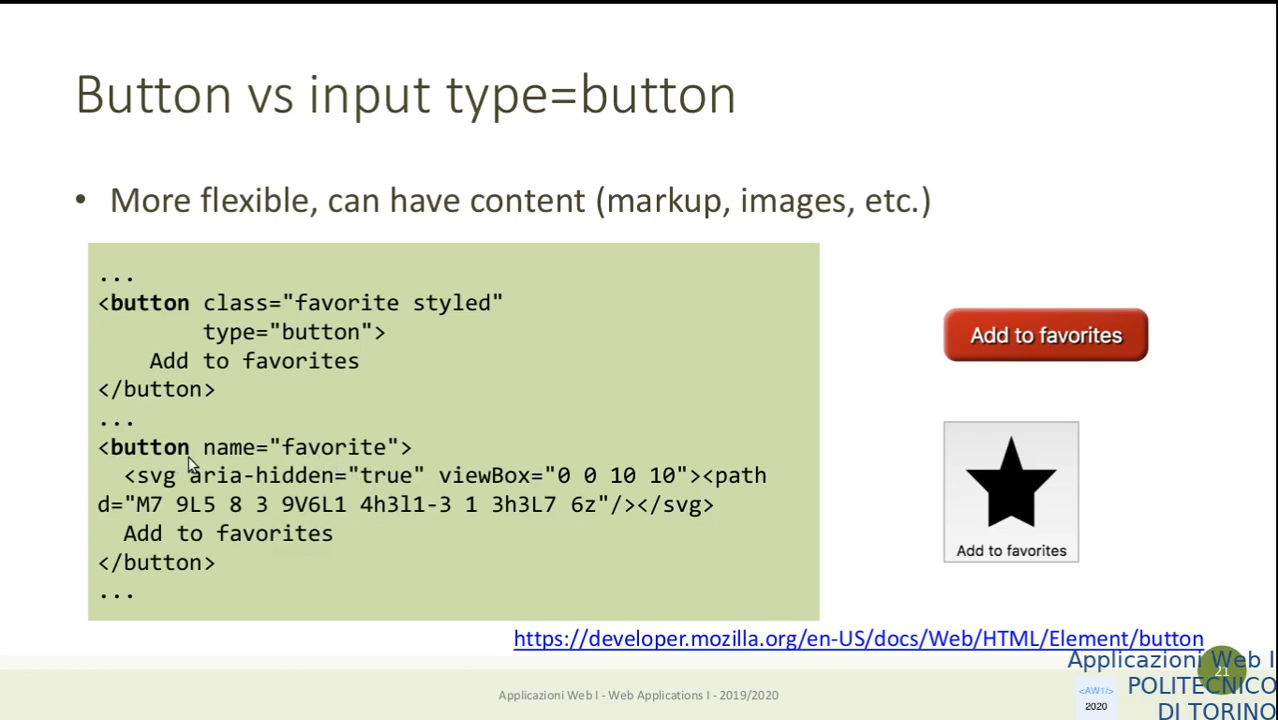 Button vs input type=button
• More flexible, can have content (markup, images, etc.)
...
<button class="favorite styled"
type="button">
Add to favorites
</button>
...
<button name="favorite">
<svg aria-hidden="true" viewBox="0 0 10 10"><path
d="M7 9L5 8 3 9V6L1 4h3l1-3 1 3h3L7 6z"/></svg>
Add to favorites
</button>
...
Add to favorites
Add to favorites
https://developer.mozilla.org/en-US/docs/Web/HTML/Element/button
Applicazioni Web I - Web Applications I - 2019/2020
21
Applicazioni Web I
POLITECNICO
DI TORINO
<AW1/>
2020